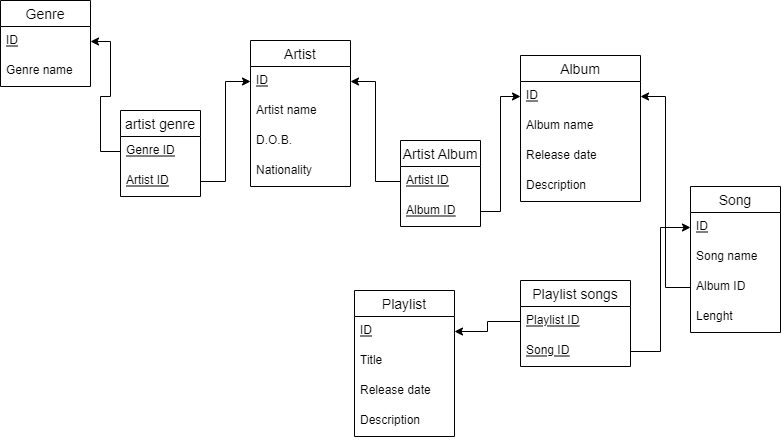 Genre
ID
Genre name
artist genre
Genre ID
Artist ID
Artist
ID
Artist name
D.O.B.
Nationality
Artist Album
Artist ID
Album ID
Album
ID
Album name
Release date
Description
Song
ID
Song name
Album ID
Lenght
Playlist
ID
Title
Release date
Description
Playlist songs
Playlist ID
Song ID